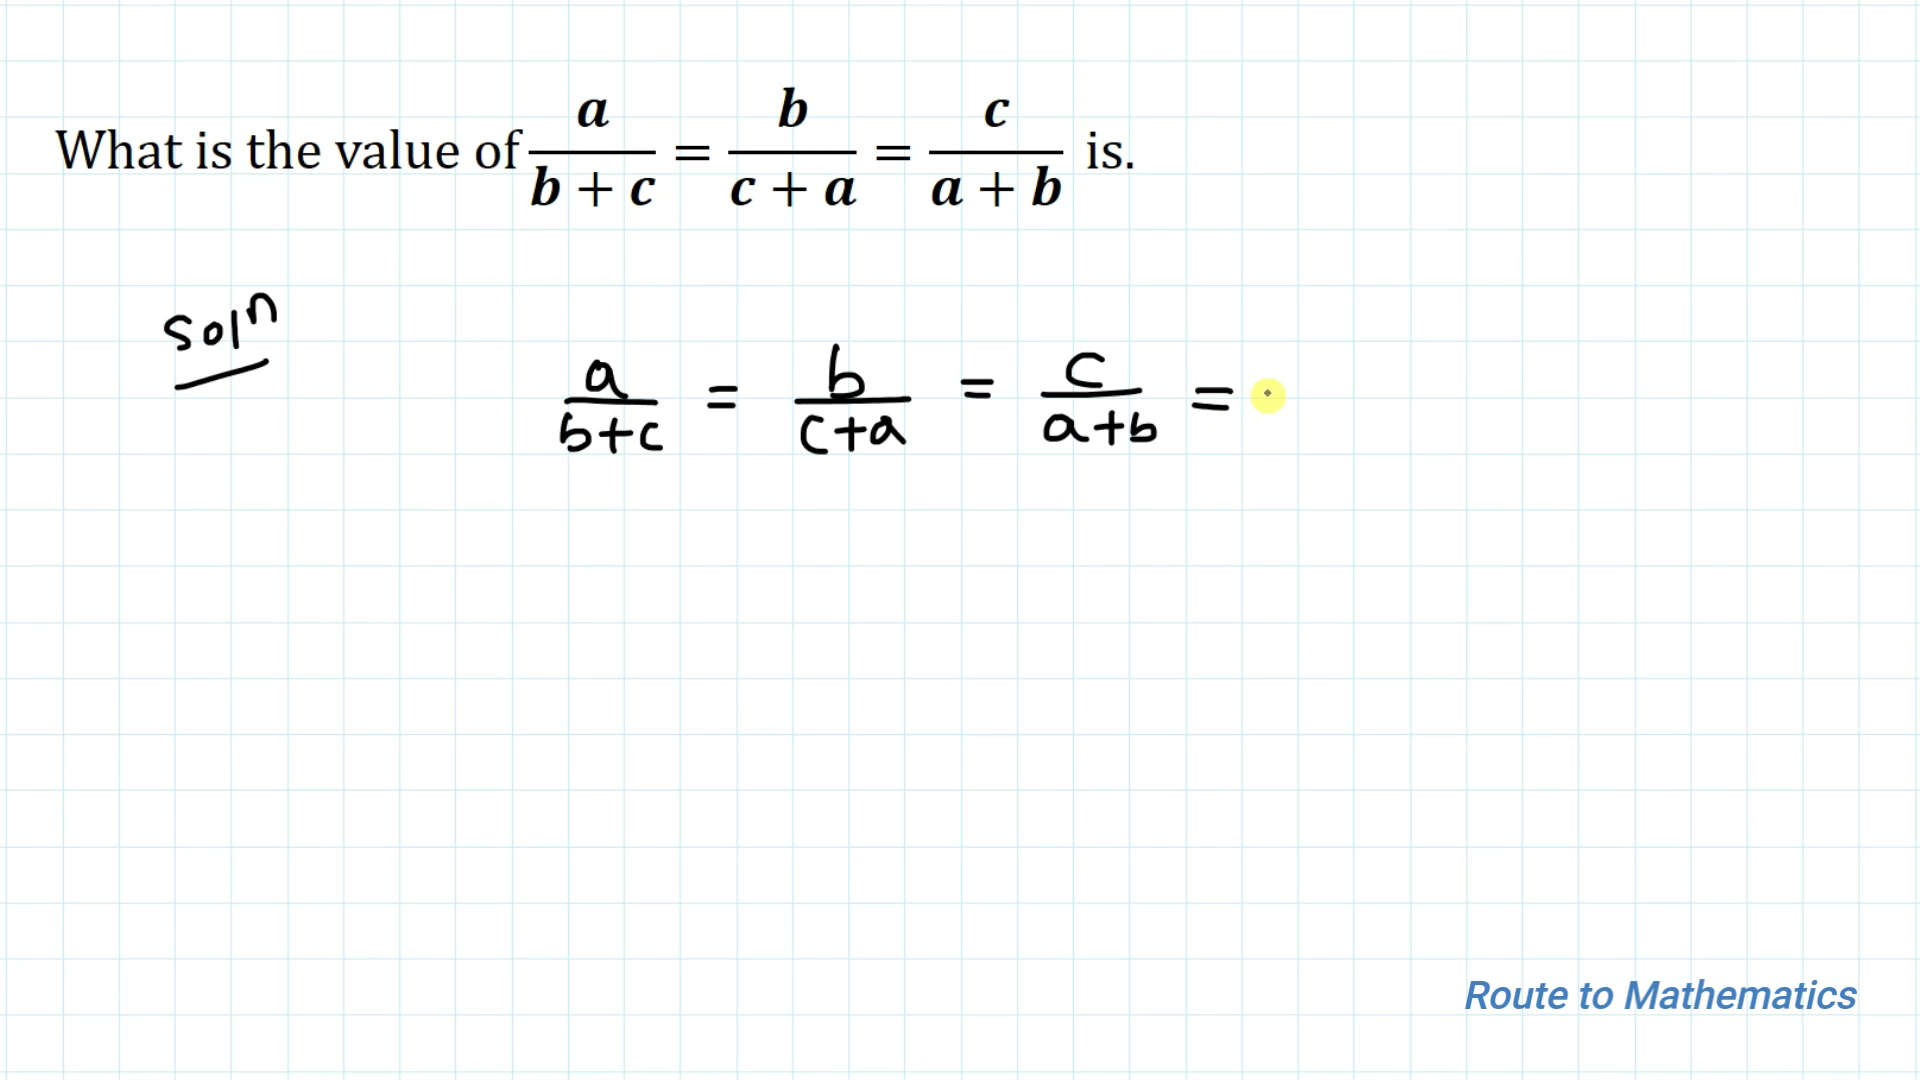 What is the value of a/(b + c) = b/(c + a) = c/(a + b) is.
solⁿ
a/(b+c) = b/(c+a) = c/(a+b) =
Route to Mathematics